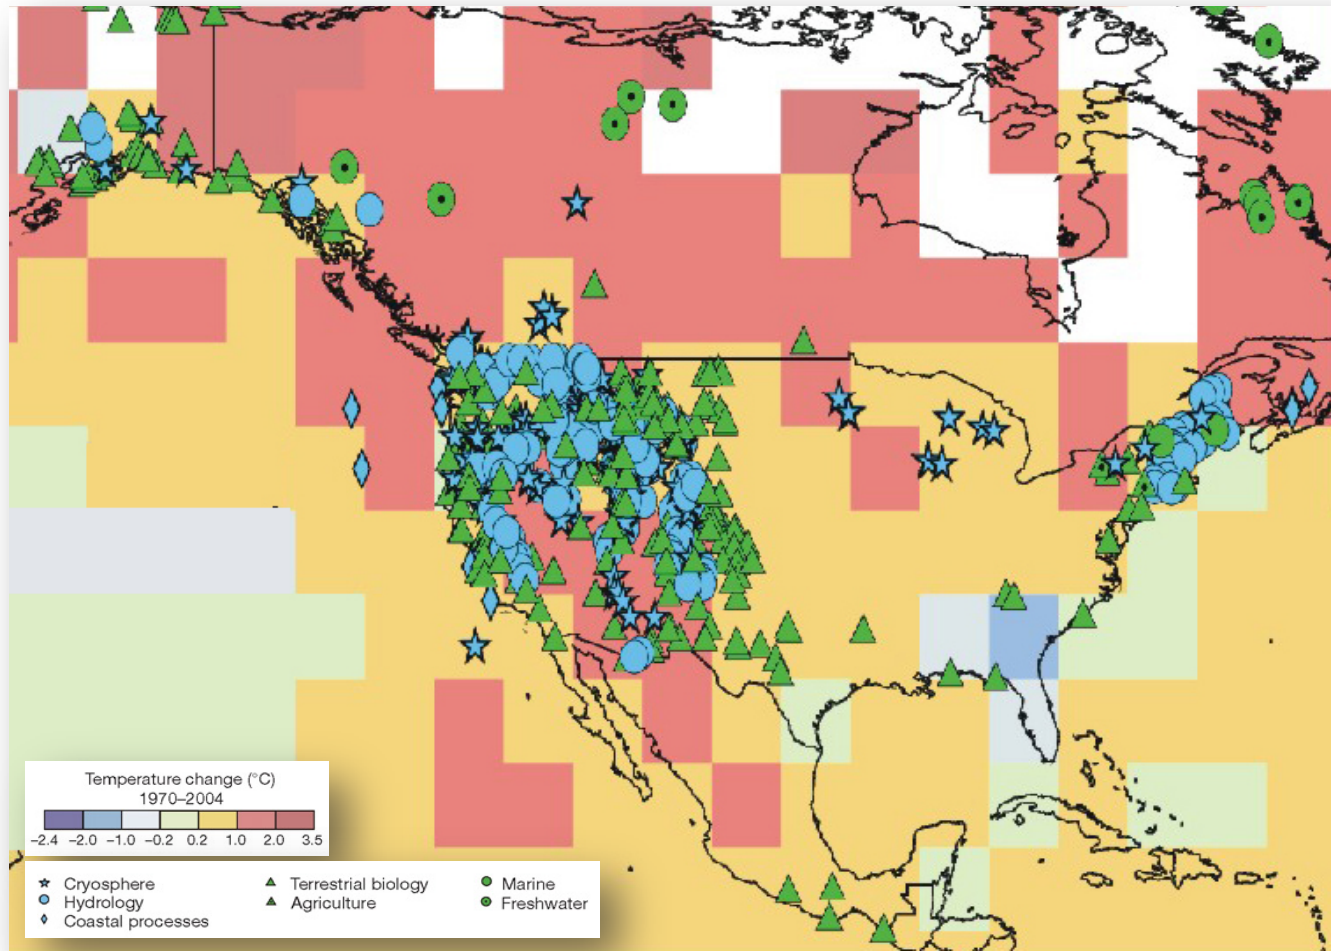 Temperature change (°C)
1970–2004
–2.4 –2.0 –1.0 –0.2 0.2 1.0 2.0 3.5
Cryosphere
Hydrology
Coastal processes
Terrestrial biology
Agriculture
Marine
Freshwater